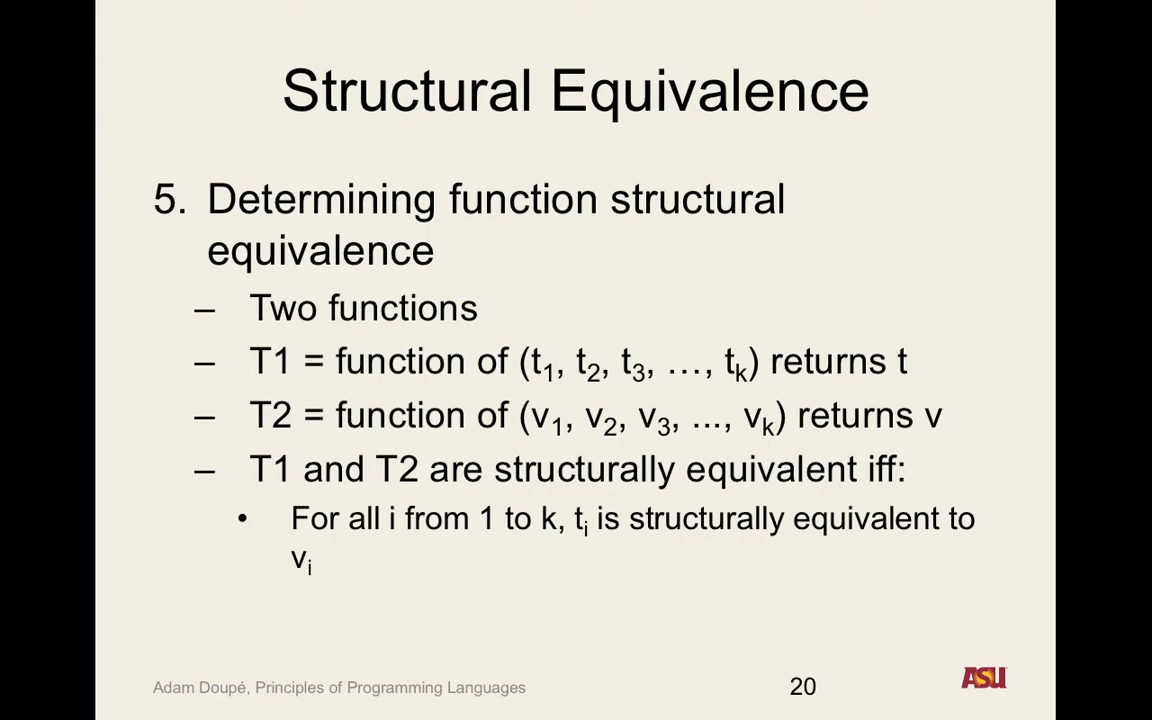 Structural Equivalence
5. Determining function structural
equivalence
– Two functions
– T1 = function of (t₁, t₂, t₃, …, tₖ) returns t
– T2 = function of (v₁, v₂, v₃, ..., vₖ) returns v
– T1 and T2 are structurally equivalent iff:
• For all i from 1 to k, tᵢ is structurally equivalent to
vᵢ
Adam Doupé, Principles of Programming Languages
20
ASU